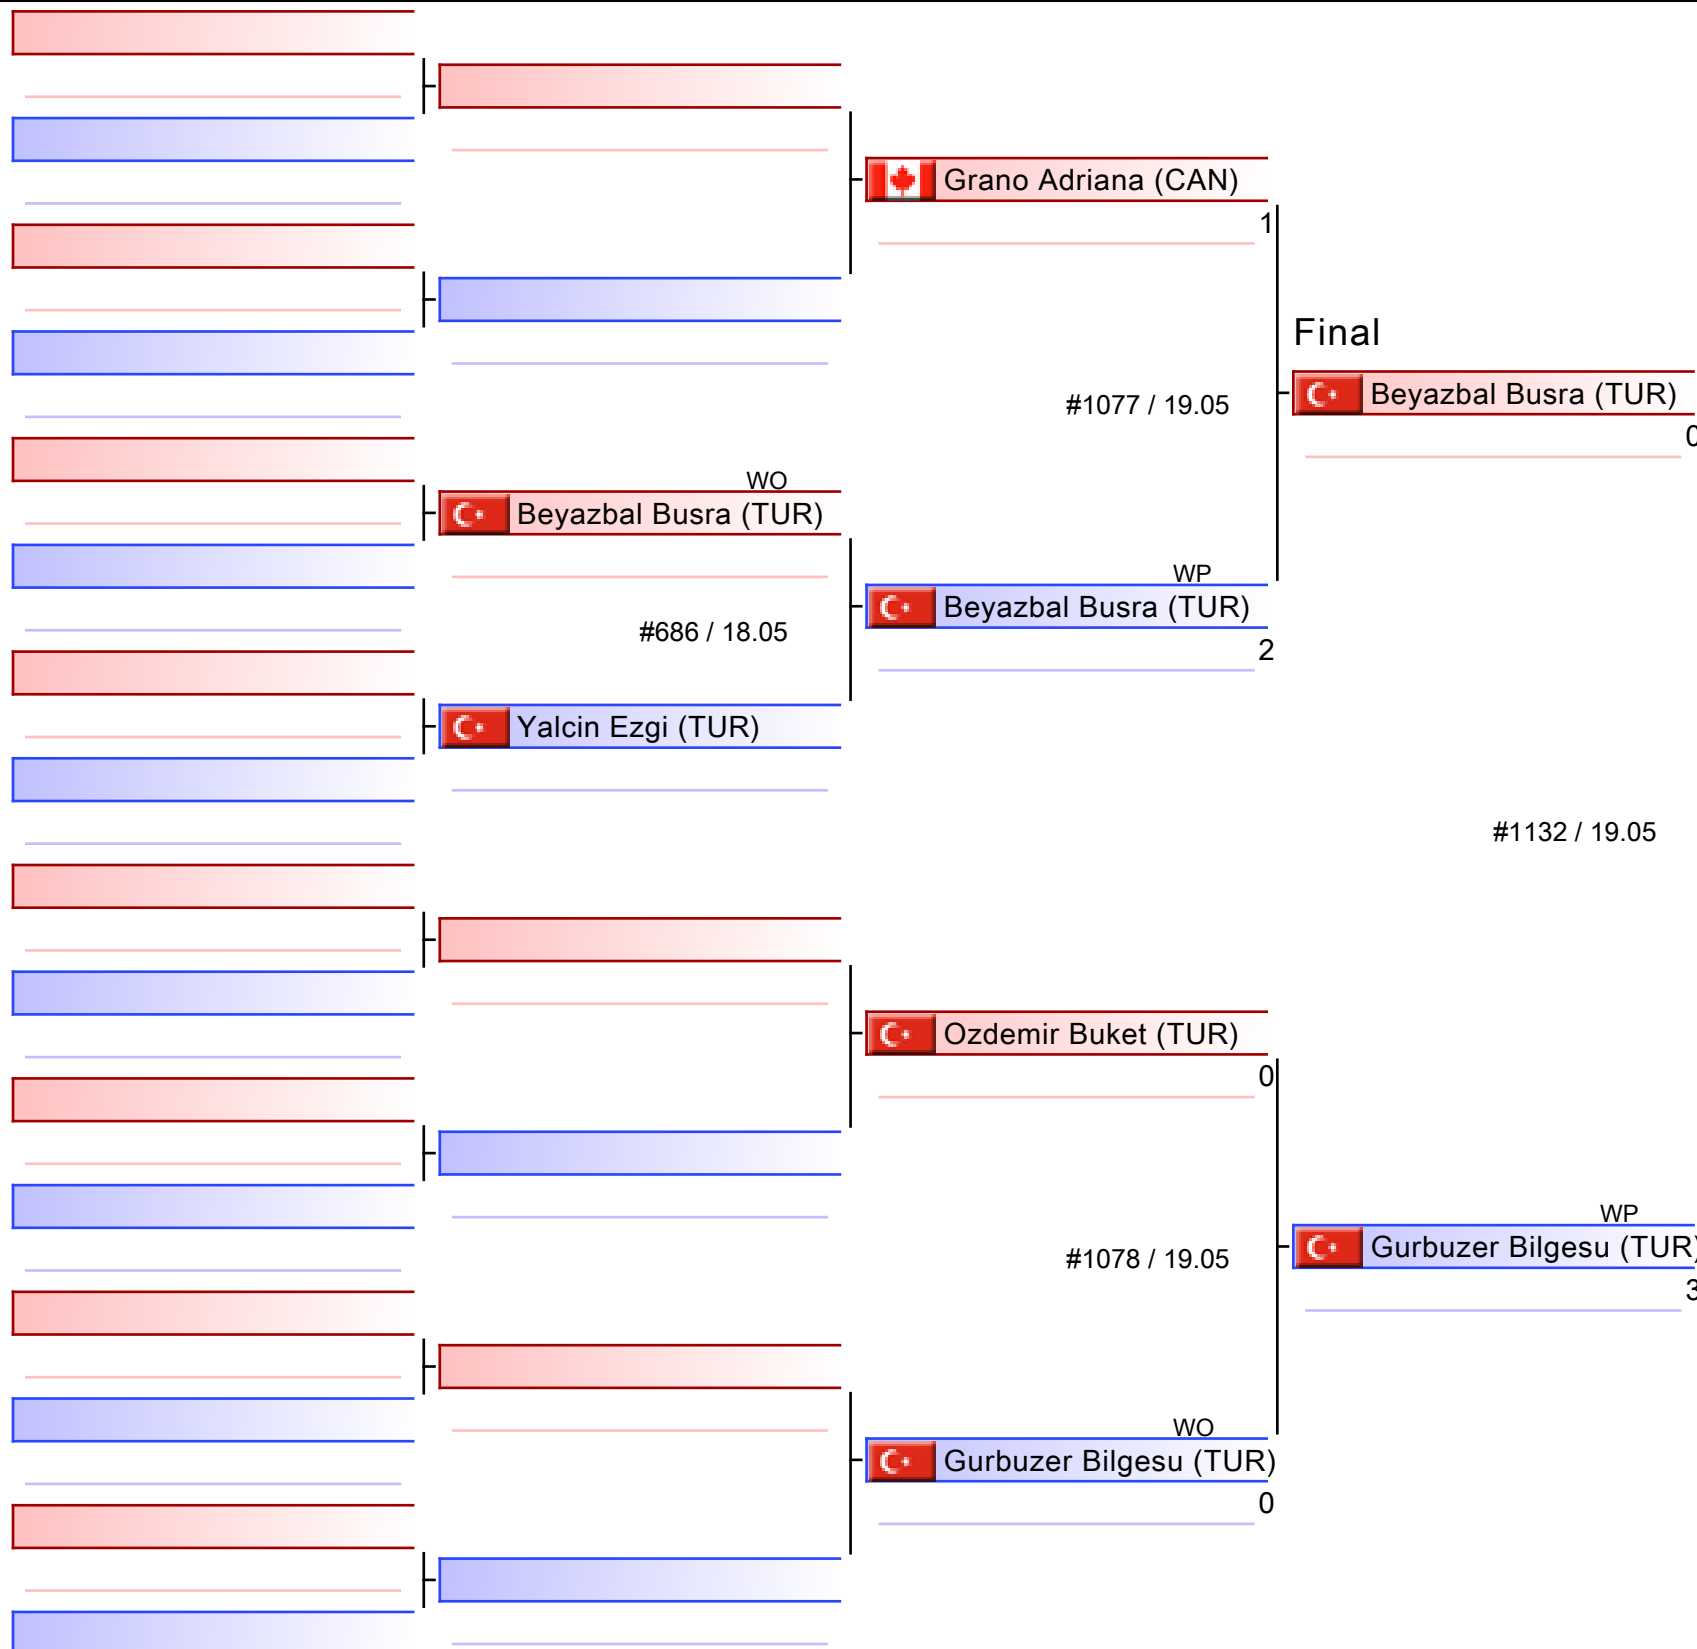 Grano Adriana (CAN)
1
Final
#1077 / 19.05
Beyazbal Busra (TUR)
0
WO
Beyazbal Busra (TUR)
WP
Beyazbal Busra (TUR)
#686 / 18.05
2
Yalcin Ezgi (TUR)
#1132 / 19.05
Ozdemir Buket (TUR)
0
#1078 / 19.05
WP
Gurbuzer Bilgesu (TUR)
3
WO
Gurbuzer Bilgesu (TUR)
0